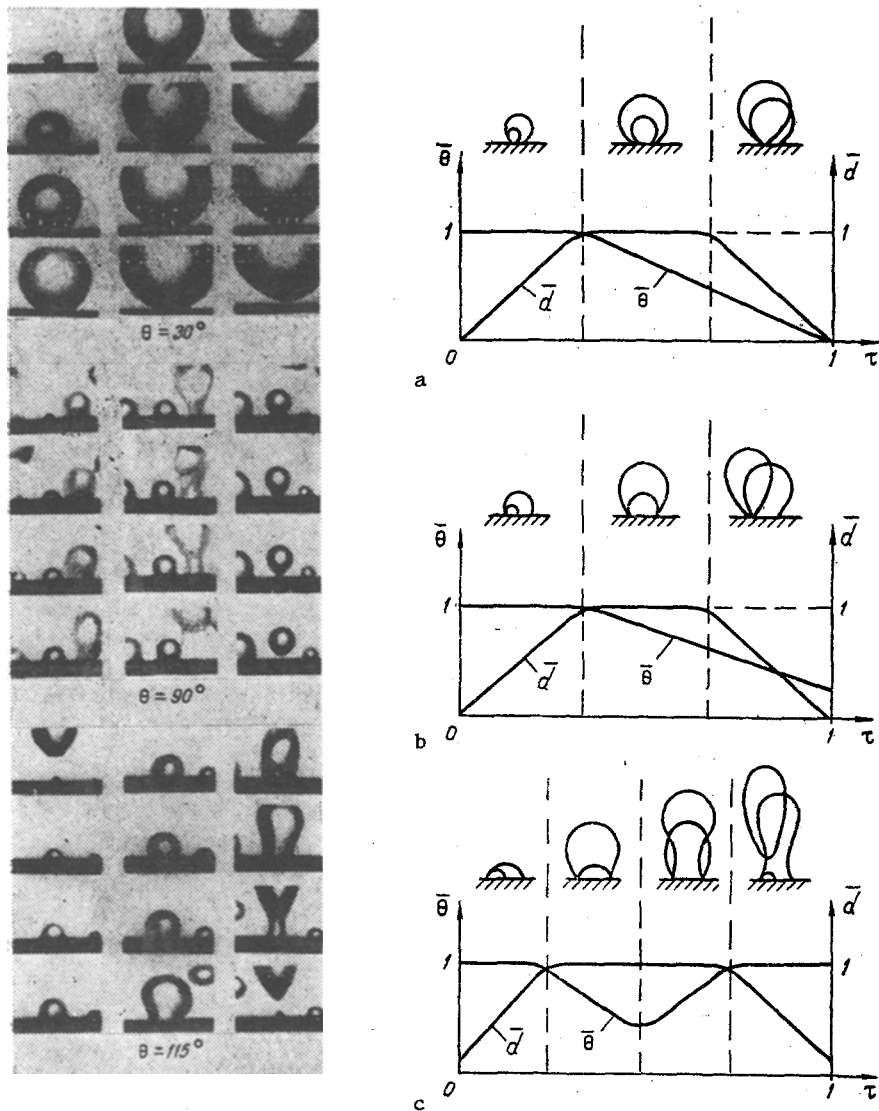 θ = 30°
θ = 90°
θ = 115°
θ̅ d̅
1 1
d̅ θ̅
0 1 τ
a
θ̅ d̅
1 1
d̅ θ̅
0 1 τ
b
θ̅ d̅
1 1
d̅ θ̅
0 1 τ
c